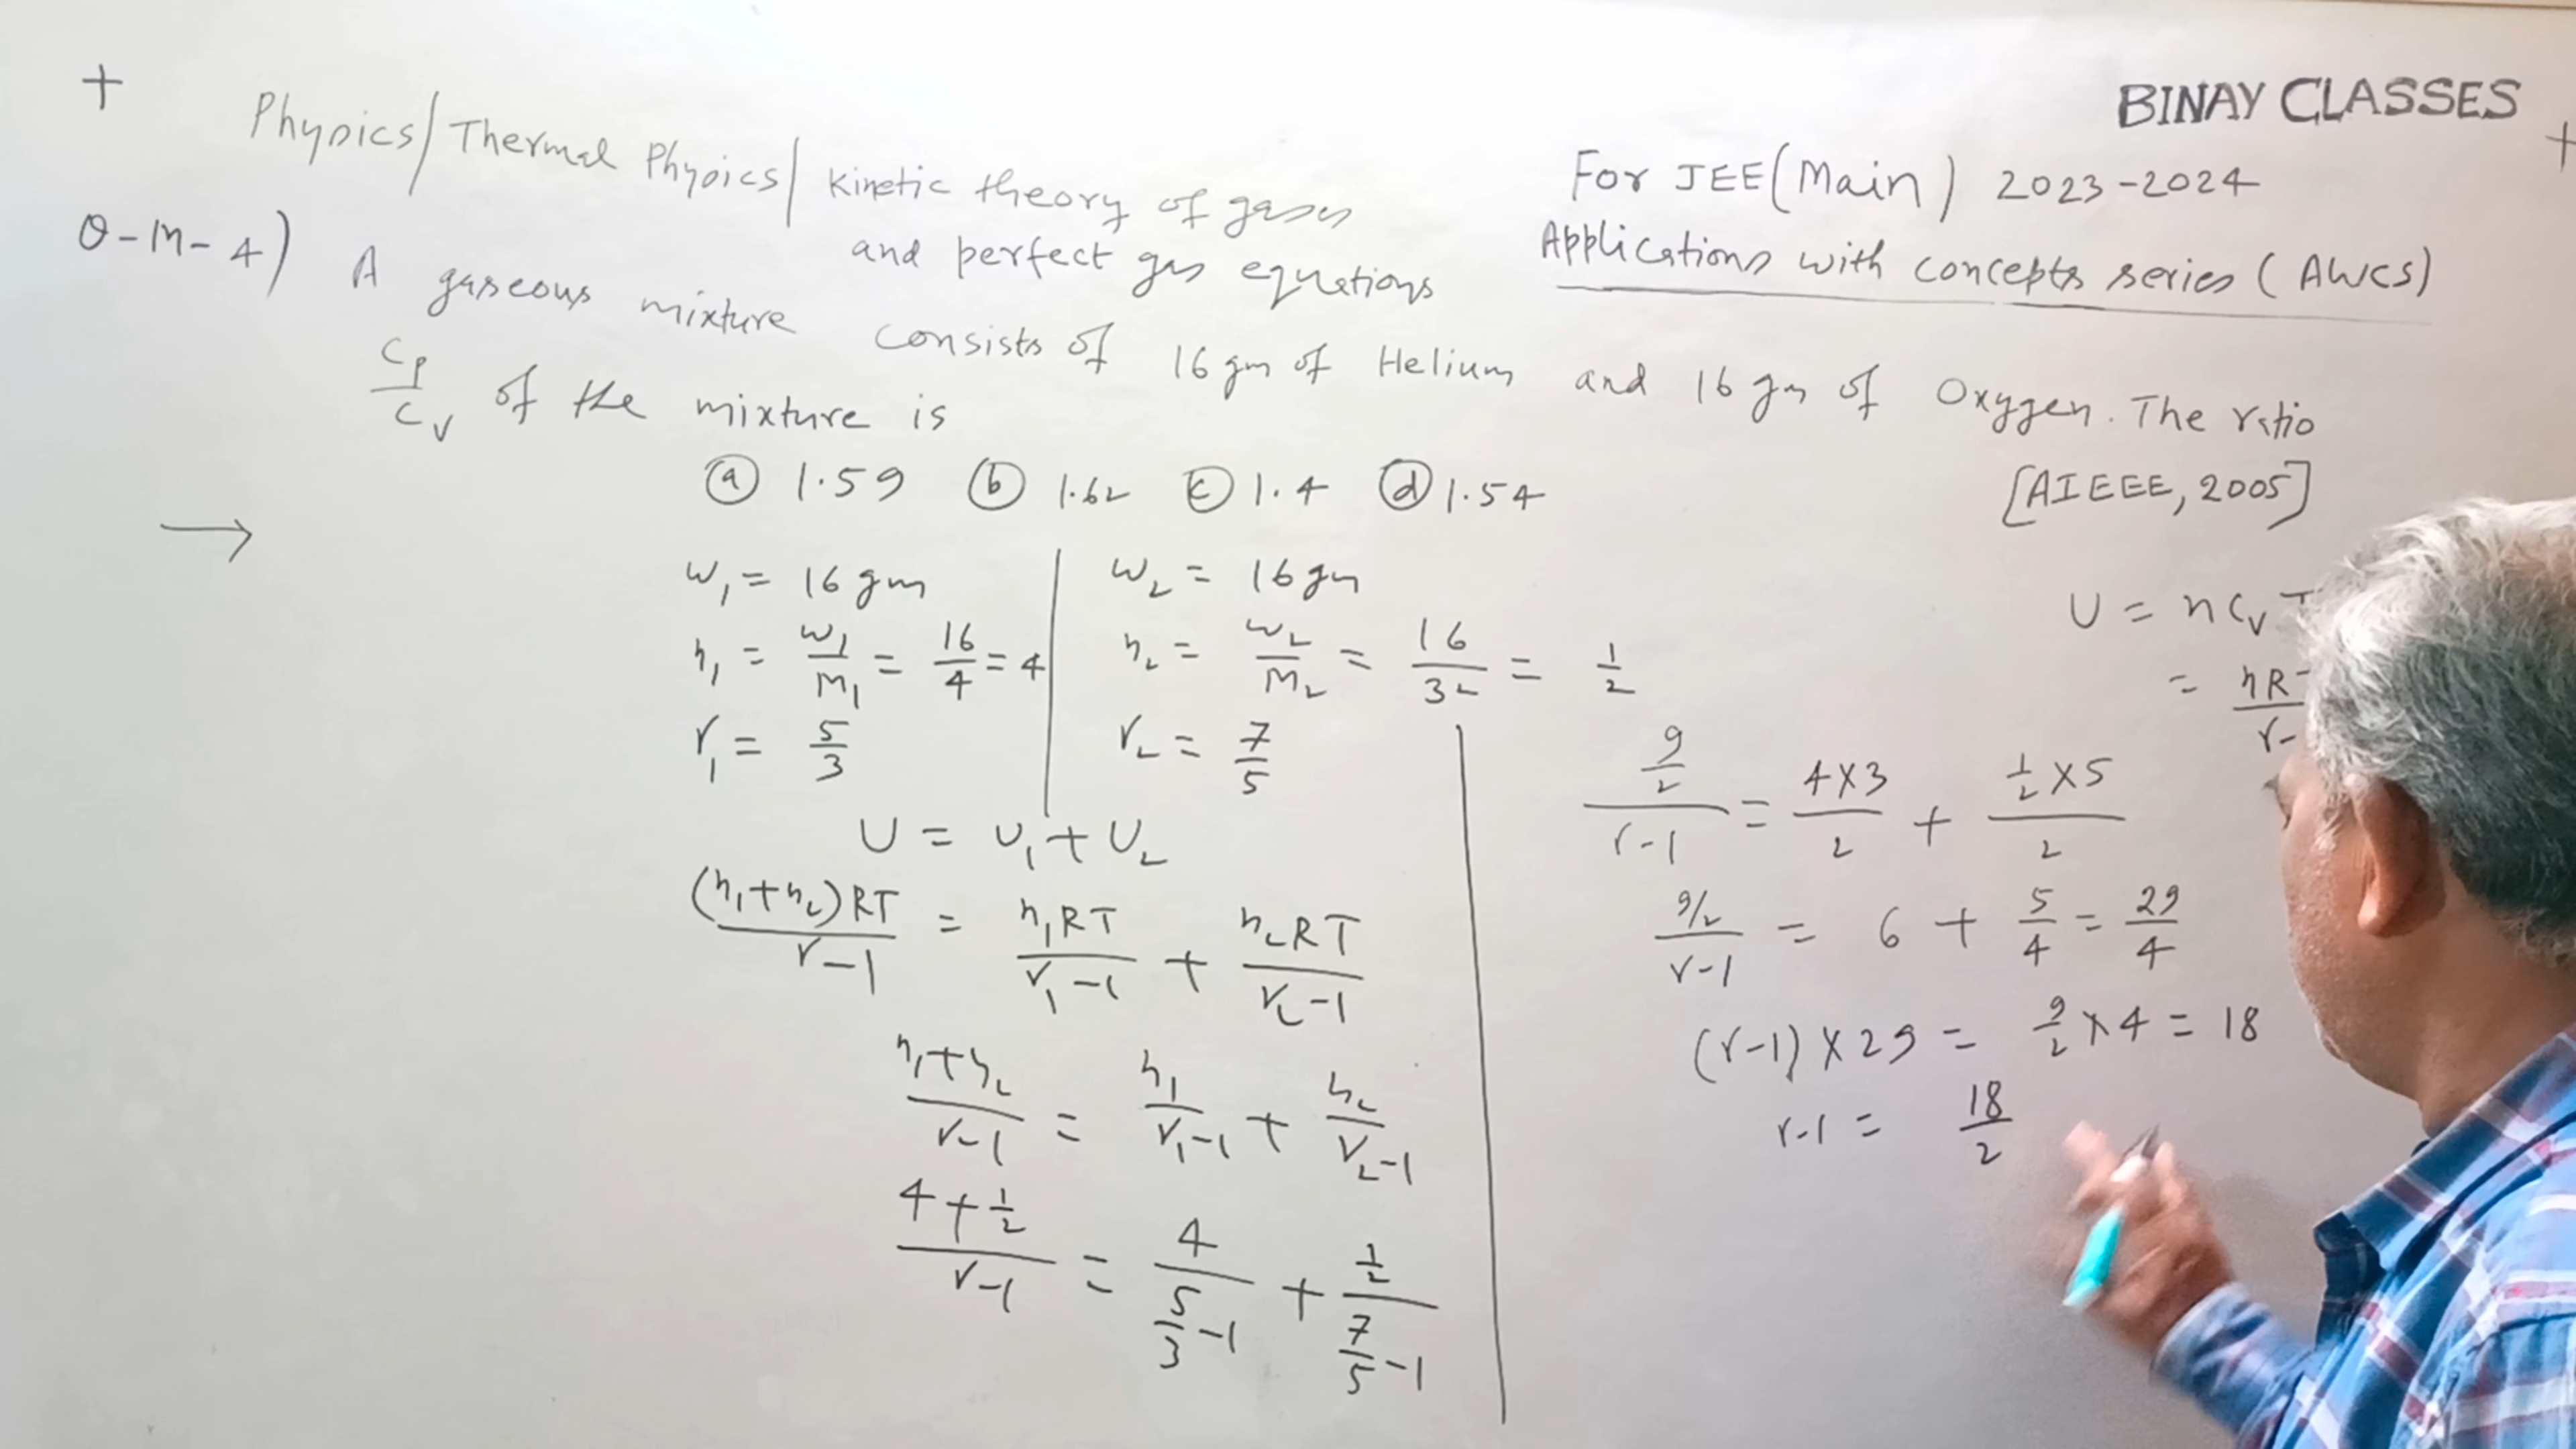 BINAY CLASSES
Physics/Thermal Physics/Kinetic theory of gases
and perfect gas equations
For JEE(Main) 2023-2024
Applications with concepts series (AWCS)
Q-M-4) A gaseous mixture consists of 16 gm of Helium and 16 gm of Oxygen. The ratio
Cp/Cv of the mixture is
(a) 1.59 (b) 1.62 (c) 1.4 (d) 1.54
[AIEEE, 2005]
→
w₁ = 16 gm
n₁ = w₁/M₁ = 16/4 = 4
r₁ = 5/3
w₂ = 16 gm
n₂ = w₂/M₂ = 16/32 = 1/2
r₂ = 7/5
U = U₁ + U₂
(n₁+n₂)RT/(r-1) = n₁RT/(r₁-1) + n₂RT/(r₂-1)
(n₁+n₂)/(r-1) = n₁/(r₁-1) + n₂/(r₂-1)
(4+1/2)/(r-1) = 4/(5/3-1) + (1/2)/(7/5-1)
U = nCvT
= nR
r-
(9/2)/(r-1) = (4×3)/2 + (1/2×5)/2
(9/2)/(r-1) = 6 + 5/4 = 29/4
(r-1)×29 = 9/2×4 = 18
r-1 = 18/2